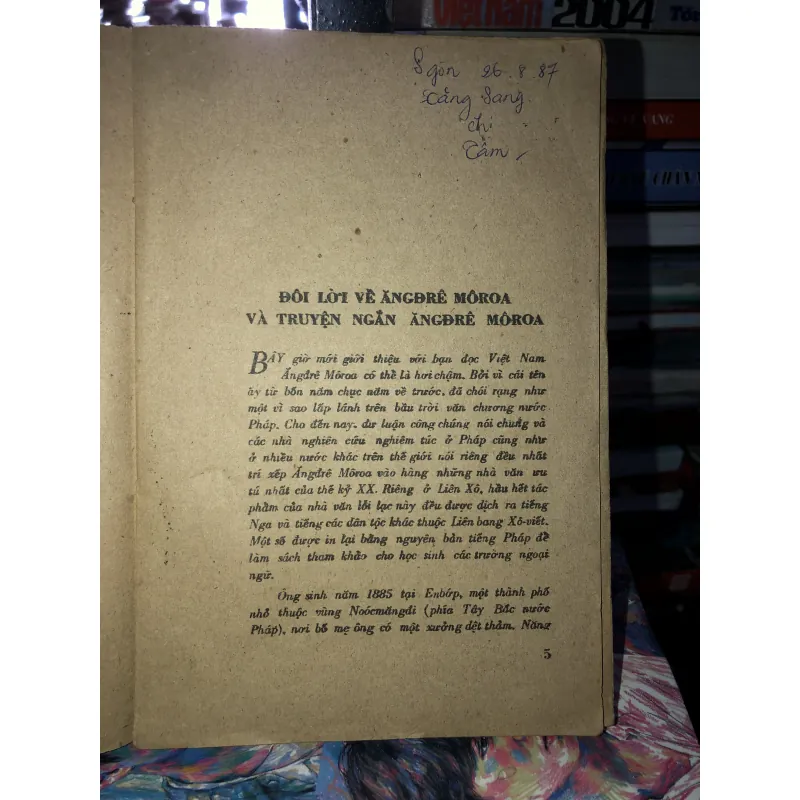 Việt nam 2004
Sgòn 26.8.87
Sang
chị
Tầm
ĐÔI LỜI VỀ ĂNGĐRÊ MÔROA
VÀ TRUYỆN NGẮN ĂNGĐRÊ MÔROA
BÂY giờ mới giới thiệu với bạn đọc Việt Nam
Ăngđrê Môroa có thể là hơi chậm. Bởi vì cái tên
ấy từ bốn năm chục năm về trước, đã chói rạng như
một vì sao lấp lánh trên bầu trời văn chương nước
Pháp. Cho đến nay, dư luận công chúng nói chung và
các nhà nghiên cứu nghiêm túc ở Pháp cũng như
ở nhiều nước khác trên thế giới nói riêng đều nhất
trí xếp Ăngđrê Môroa vào hàng những nhà văn ưu
tú nhất của thế kỷ XX. Riêng ở Liên Xô, hầu hết tác
phẩm của nhà văn lỗi lạc này đều được dịch ra tiếng
Nga và tiếng các dân tộc khác thuộc Liên bang Xô-viết.
Một số được in lại bằng nguyên bản tiếng Pháp để
làm sách tham khảo cho học sinh các trường ngoại
ngữ.
Ông sinh năm 1885 tại Enbớp, một thành phố
nhỏ thuộc vùng Noócmăngđi (phía Tây Bắc nước
Pháp), nơi bố mẹ ông có một xưởng dệt thảm. Năng
5